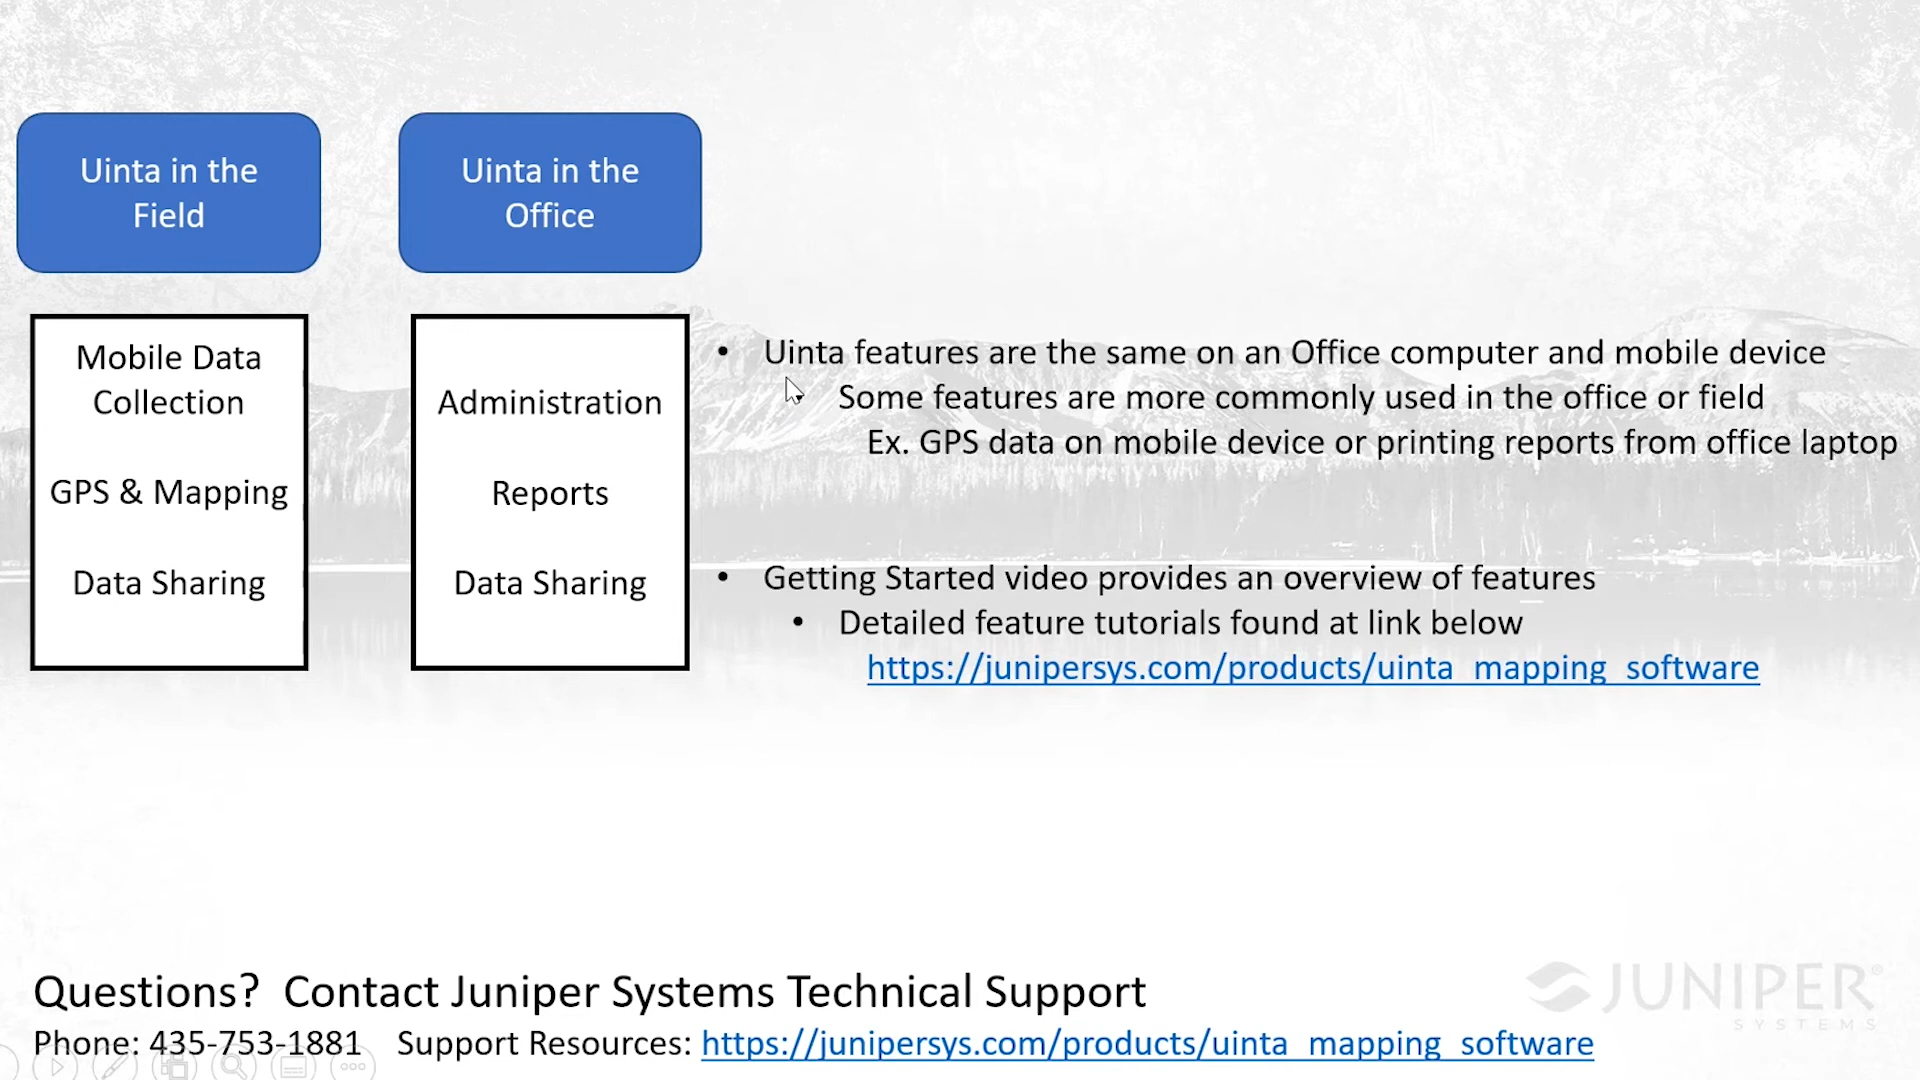 Uinta in the
Field
Uinta in the
Office
Mobile Data
Collection
GPS & Mapping
Data Sharing
Administration
Reports
Data Sharing
• Uinta features are the same on an Office computer and mobile device
Some features are more commonly used in the office or field
Ex. GPS data on mobile device or printing reports from office laptop
• Getting Started video provides an overview of features
• Detailed feature tutorials found at link below
https://junipersys.com/products/uinta_mapping_software
Questions? Contact Juniper Systems Technical Support
Phone: 435-753-1881 Support Resources: https://junipersys.com/products/uinta_mapping_software
JUNIPER®
SYSTEMS